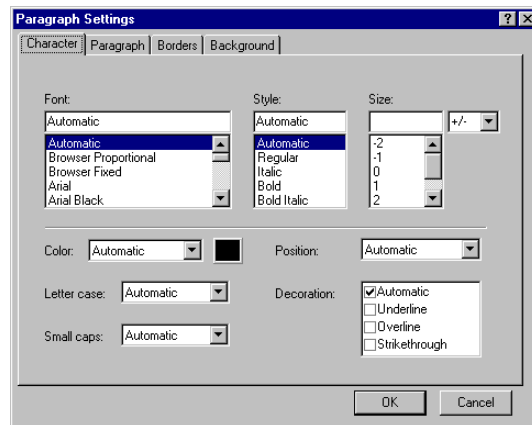 Paragraph Settings
Character Paragraph Borders Background
Font: Style: Size:
Automatic Automatic +/-
Automatic Automatic -2
Browser Proportional Regular -1
Browser Fixed Italic 0
Arial Bold 1
Arial Black Bold Italic 2
Color: Automatic Position: Automatic
Letter case: Automatic Decoration: Automatic
Underline
Overline
Small caps: Automatic Strikethrough
OK Cancel